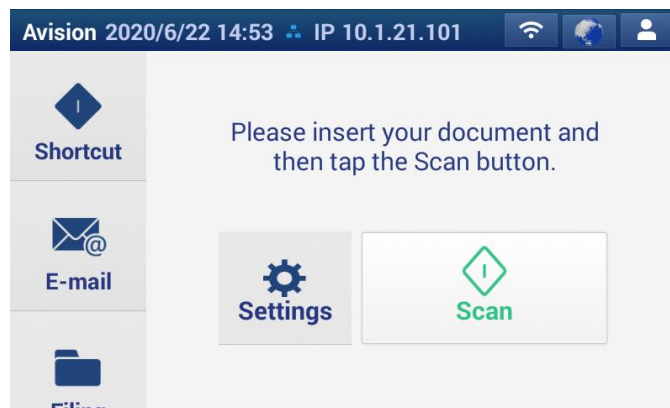 Avision 2020/6/22 14:53 IP 10.1.21.101
Shortcut
Please insert your document and
then tap the Scan button.
E-mail
Settings
Scan
Filing